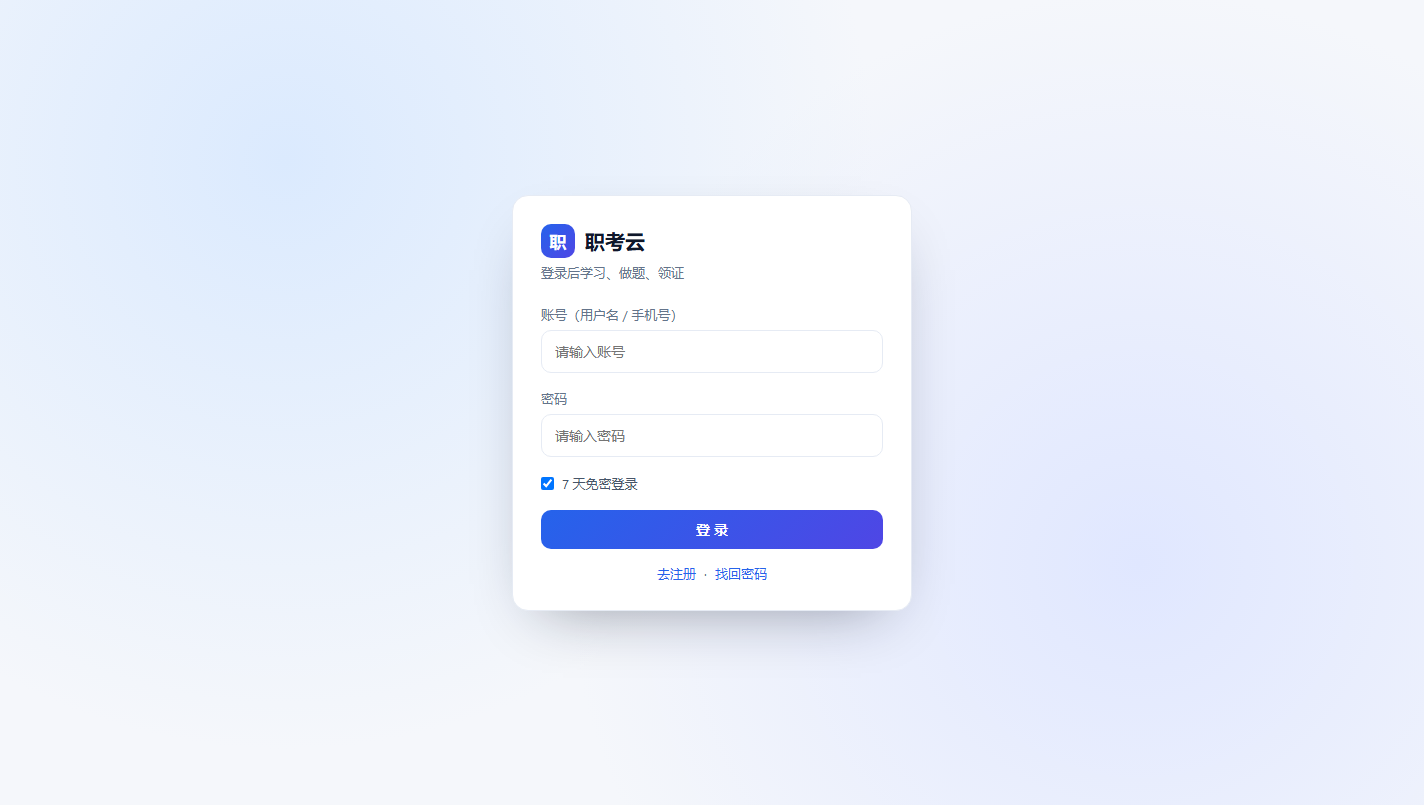 职 职考云
登录后学习、做题、领证
账号（用户名 / 手机号）
请输入账号
密码
请输入密码
7 天免密登录
登 录
去注册 · 找回密码